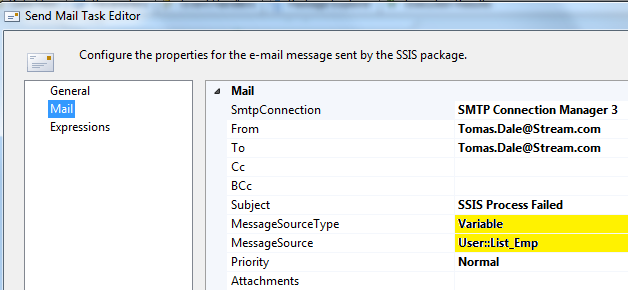 Send Mail Task Editor
Configure the properties for the e-mail message sent by the SSIS package.
General
Mail
Expressions
Mail
SmtpConnection SMTP Connection Manager 3
From Tomas.Dale@Stream.com
To Tomas.Dale@Stream.com
Cc
BCc
Subject SSIS Process Failed
MessageSourceType Variable
MessageSource User::List_Emp
Priority Normal
Attachments